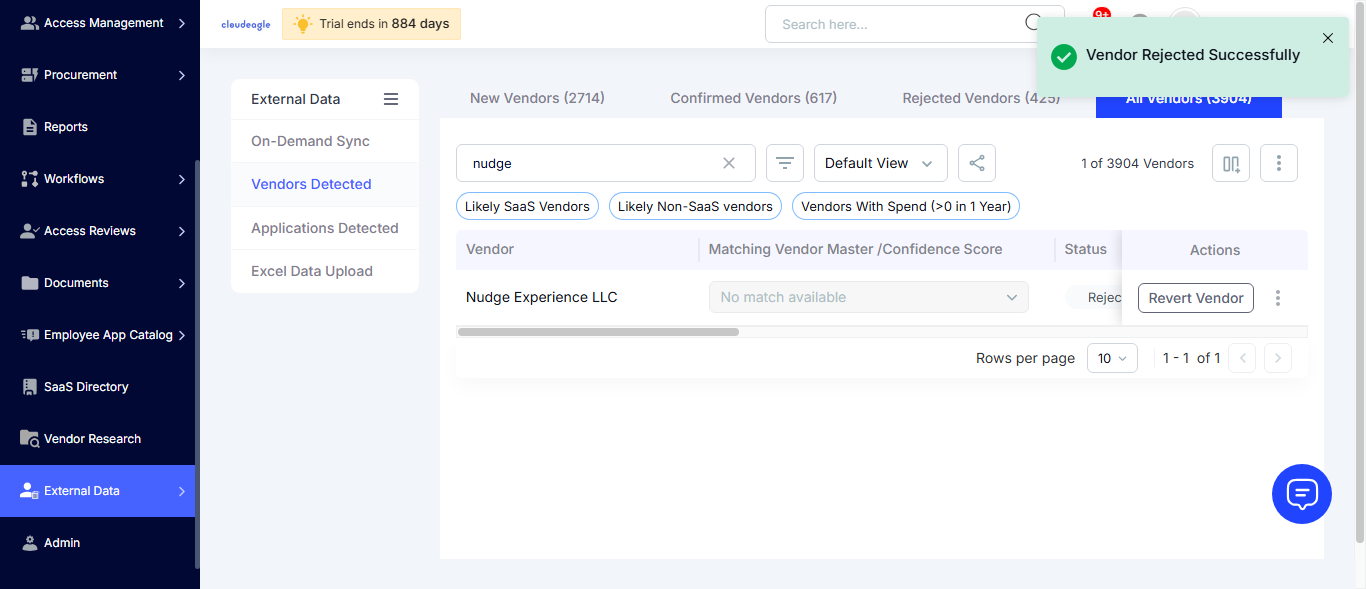 Access Management
Procurement
Reports
Workflows
Access Reviews
Documents
Employee App Catalog
SaaS Directory
Vendor Research
External Data
Admin
cloudeagle
Trial ends in 884 days
Search here...
9+
Vendor Rejected Successfully
External Data
On-Demand Sync
Vendors Detected
Applications Detected
Excel Data Upload
New Vendors (2714)
Confirmed Vendors (617)
Rejected Vendors (425)
All Vendors (3904)
nudge
Default View
1 of 3904 Vendors
Likely SaaS Vendors
Likely Non-SaaS vendors
Vendors With Spend (>0 in 1 Year)
Vendor
Matching Vendor Master /Confidence Score
Status
Actions
Nudge Experience LLC
No match available
Rejec
Revert Vendor
Rows per page
10
1 - 1 of 1